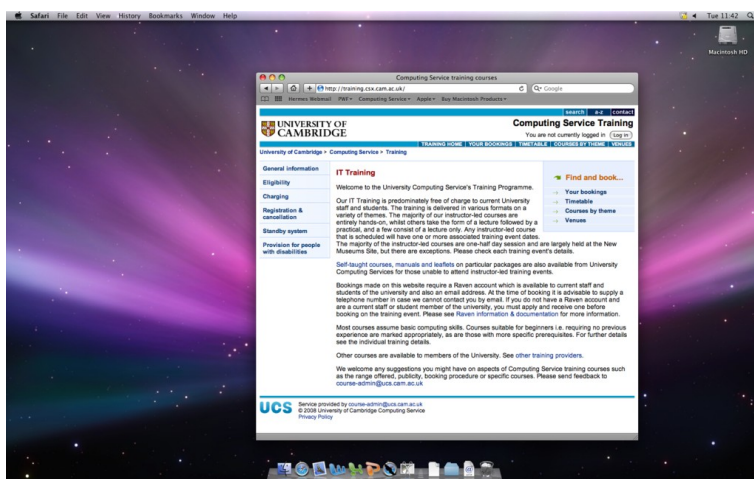 Safari File Edit View History Bookmarks Window Help
Tue 11:42
Macintosh HD
Computing Service training courses
http://training.csx.cam.ac.uk/
Google
Hermes Webmail PWF Computing Service Apple Buy Macintosh Products
search a-z contact
UNIVERSITY OF
CAMBRIDGE
Computing Service Training
You are not currently logged in Log in
TRAINING HOME YOUR BOOKINGS TIMETABLE COURSES BY THEME VENUES
University of Cambridge > Computing Service > Training
General information
Eligibility
Charging
Registration &
cancellation
Standby system
Provision for people
with disabilities
IT Training
Welcome to the University Computing Service's Training Programme.
Our IT Training is predominately free of charge to current University
staff and students. The training is delivered in various formats on a
variety of themes. The majority of our instructor-led courses are
entirely hands-on, whilst others take the form of a lecture followed by a
practical, and a few consist of a lecture only. Any instructor-led course
that is scheduled will have one or more associated training event dates.
The majority of the instructor-led courses are one-half day session and are largely held at the New
Museums Site, but there are exceptions. Please check each training event's details.
Self-taught courses, manuals and leaflets on particular packages are also available from University
Computing Services for those unable to attend instructor-led training events.
Bookings made on this website require a Raven account which is available to current staff and
students of the university and also an email address. At the time of booking it is advisable to supply a
telephone number in case we cannot contact you by email. If you do not have a Raven account and
are a current staff or student member of the university, you must apply and receive one before
booking on the training event. Please see Raven information & documentation for more information.
Most courses assume basic computing skills. Courses suitable for beginners i.e. requiring no previous
experience are marked appropriately, as are those with more specific prerequisites. For further details
see the individual training details.
Other courses are available to members of the University. See other training providers.
We welcome any suggestions you might have on aspects of Computing Service training courses such
as the range offered, publicity, booking procedure or specific courses. Please send feedback to
course-admin@ucs.cam.ac.uk
Find and book...
Your bookings
Timetable
Courses by theme
Venues
UCS
Service provided by course-admin@ucs.cam.ac.uk
© 2008 University of Cambridge Computing Service
Privacy Policy